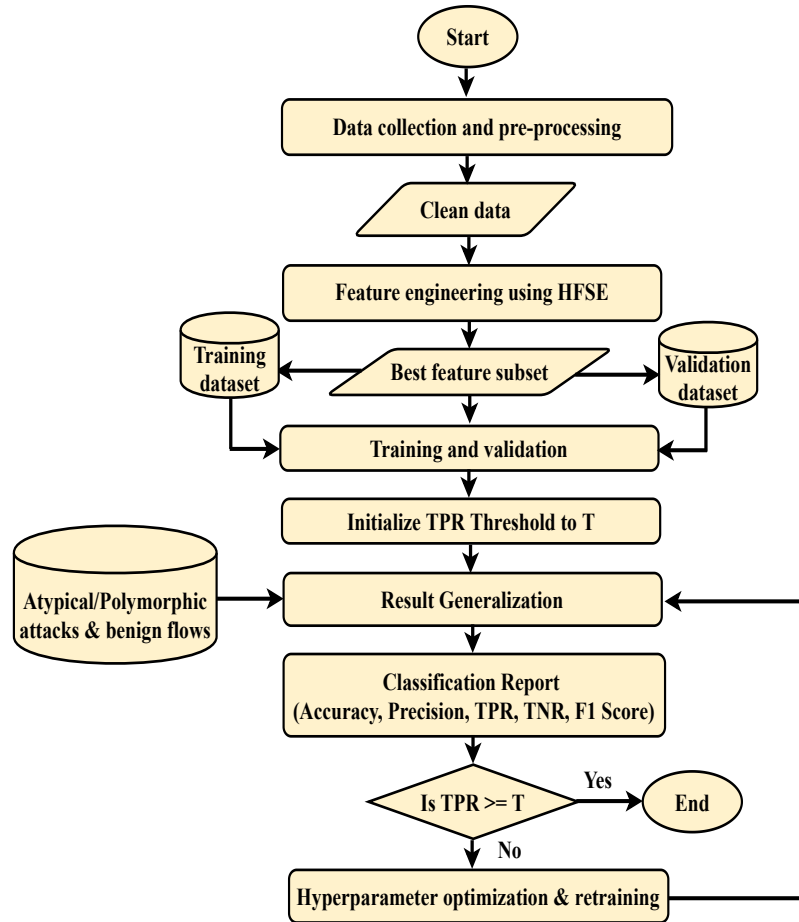 Start
Data collection and pre-processing
Clean data
Feature engineering using HFSE
Training
dataset
Best feature subset
Validation
dataset
Training and validation
Initialize TPR Threshold to T
Atypical/Polymorphic
attacks & benign flows
Result Generalization
Classification Report
(Accuracy, Precision, TPR, TNR, F1 Score)
Is TPR >= T
Yes
End
No
Hyperparameter optimization & retraining